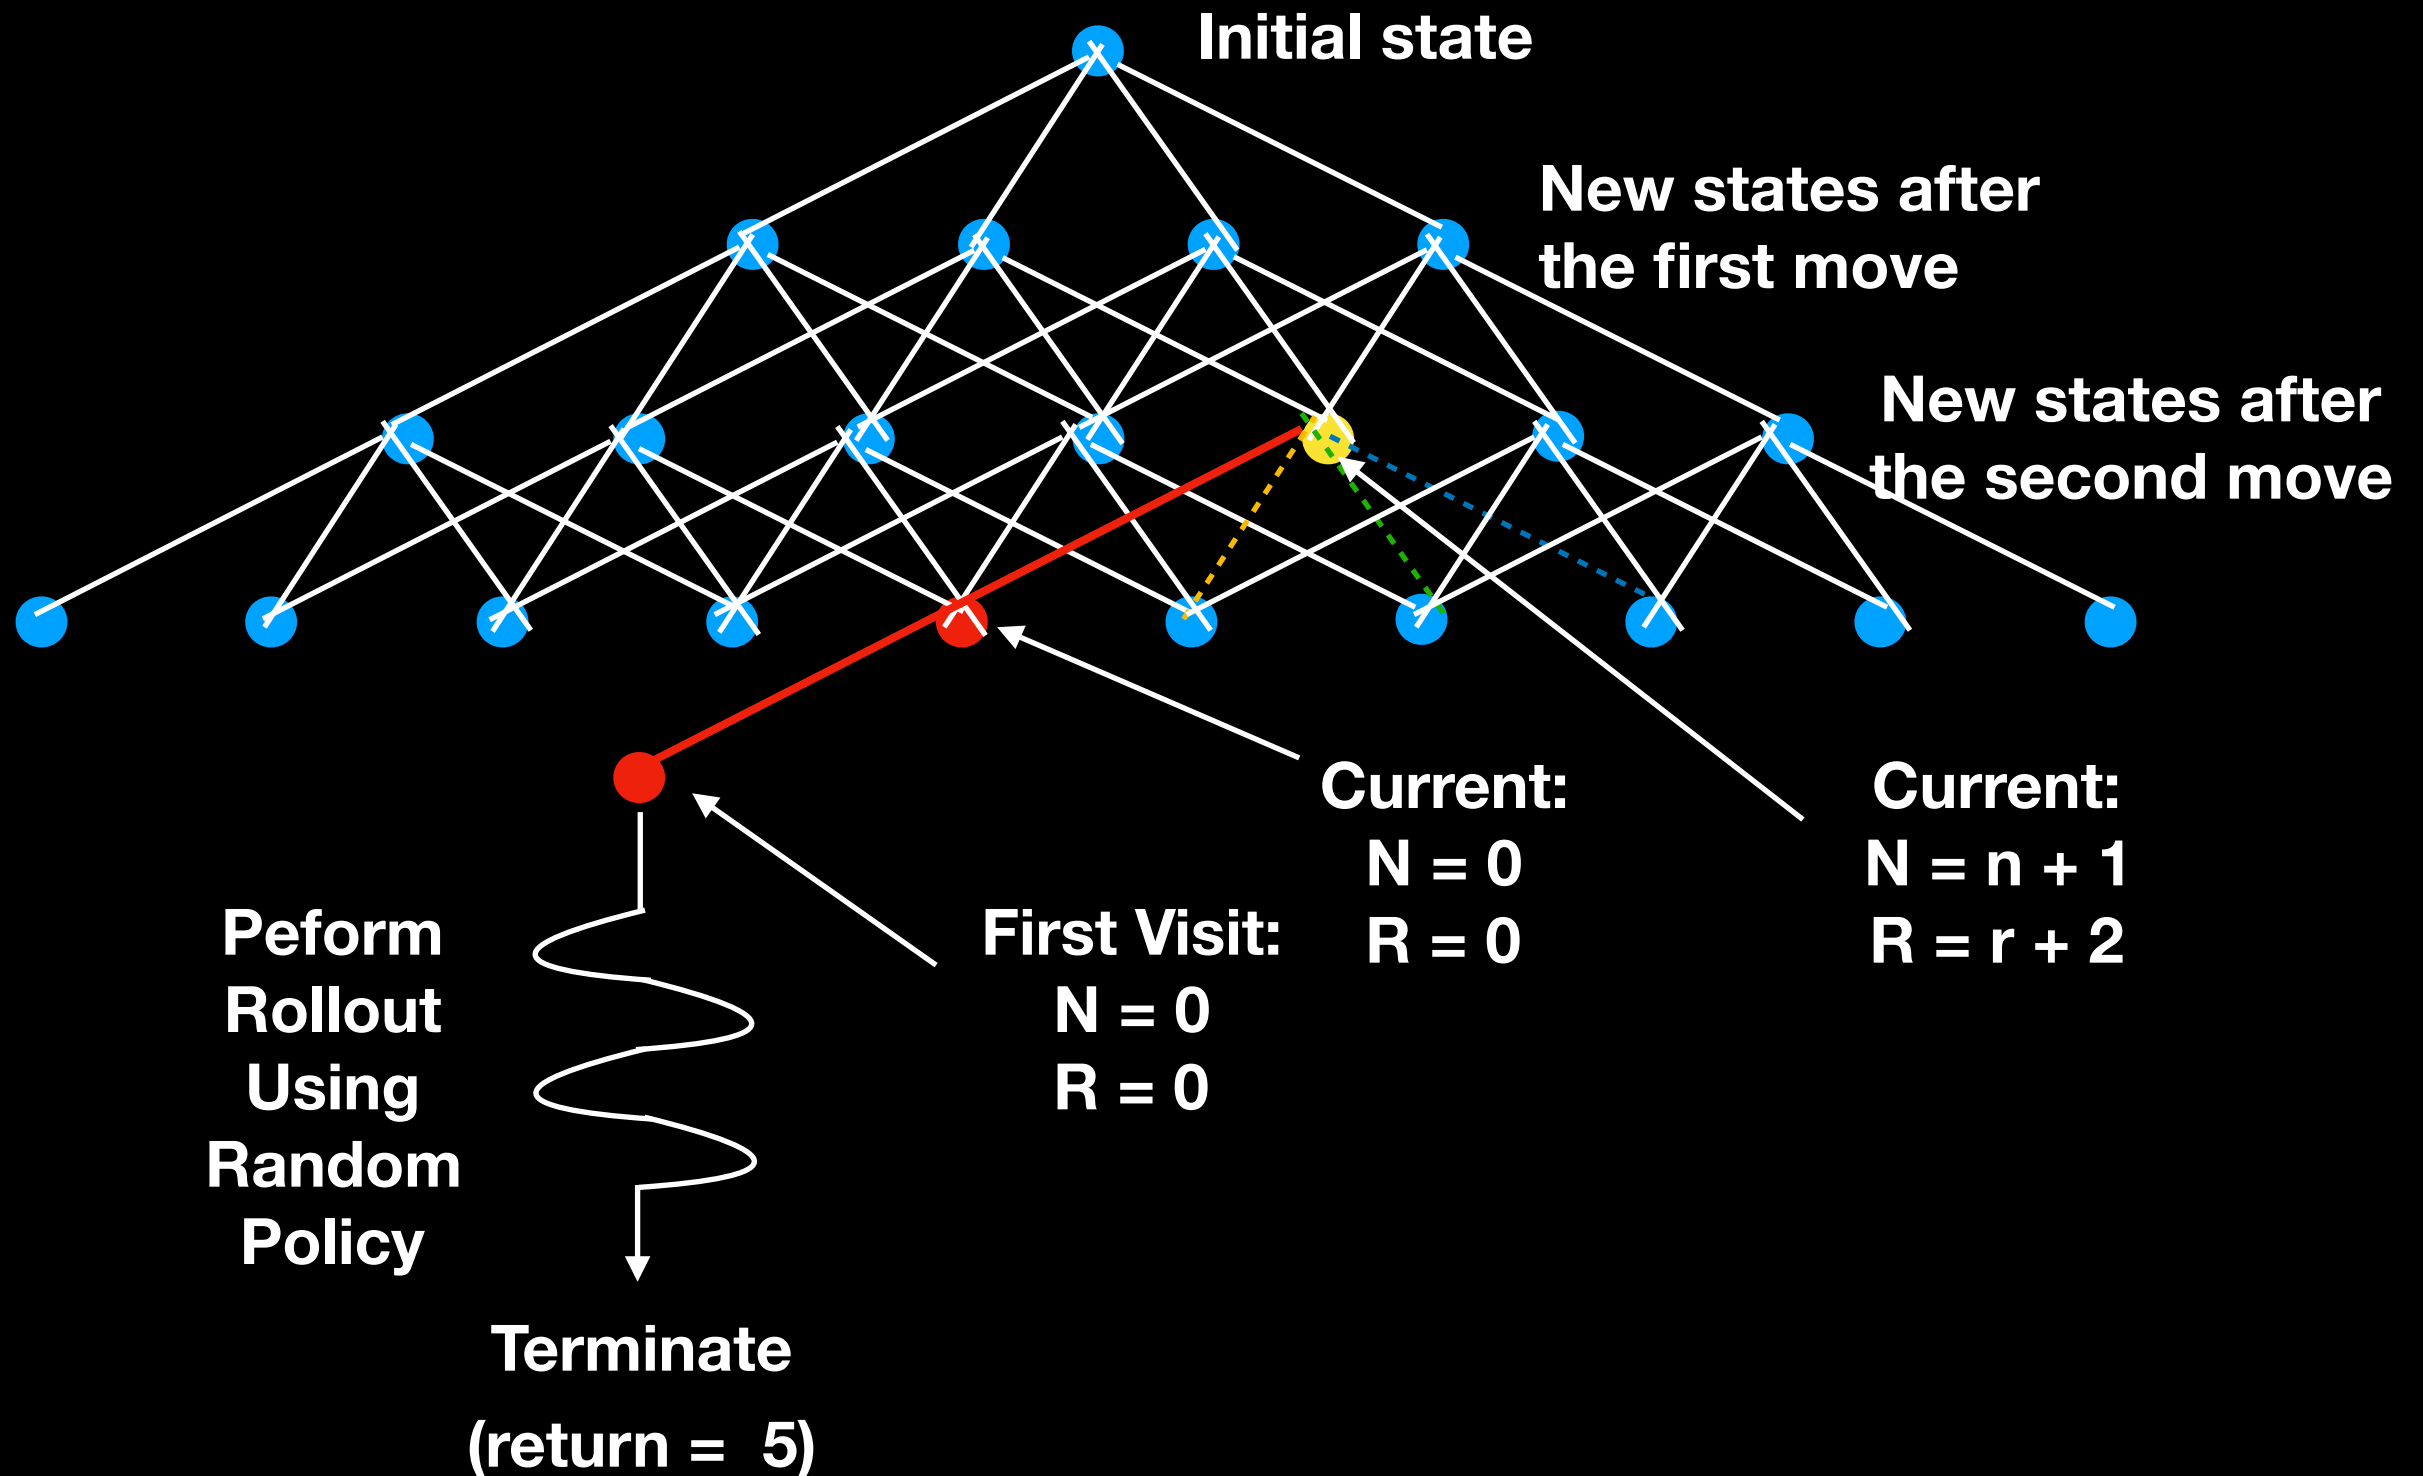 Initial state
New states after
the first move
New states after
the second move
Current:
N = 0
R = 0
Current:
N = n + 1
R = r + 2
First Visit:
N = 0
R = 0
Peform
Rollout
Using
Random
Policy
Terminate
(return = 5)